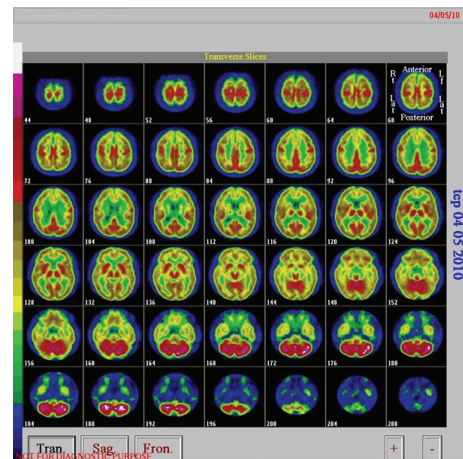 04/05/10
Transverse Slices
Rt Lat Anterior Lf Lat
44 48 52 56 60 64 68
Posterior
72 76 80 84 88 92 96
100 104 108 112 116 120 124
128 132 136 140 144 148 152
156 160 164 168 172 176 180
184 188 192 196 200 204 208
tep 04 05 2010
Tran. Sag. Fron. + -
NOT FOR DIAGNOSTIC PURPOSE